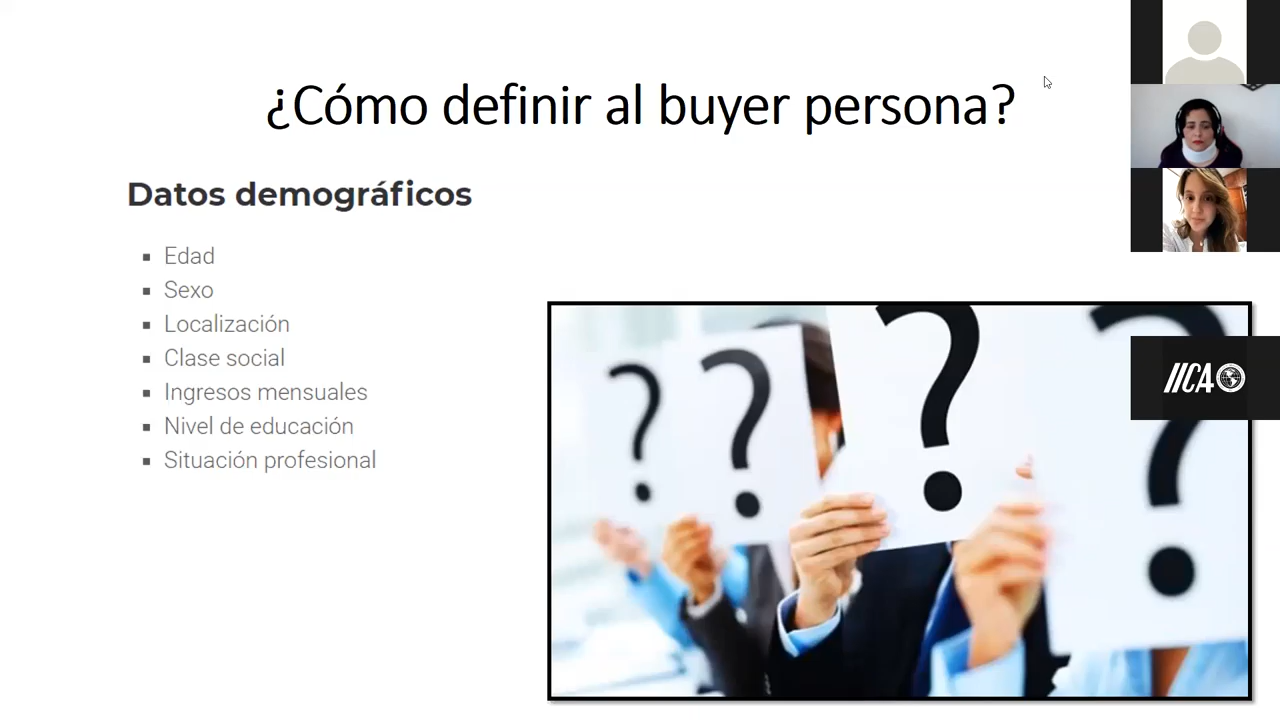 ¿Cómo definir al buyer persona?
Datos demográficos
Edad
Sexo
Localización
Clase social
Ingresos mensuales
Nivel de educación
Situación profesional
? ? ? ?
IICA